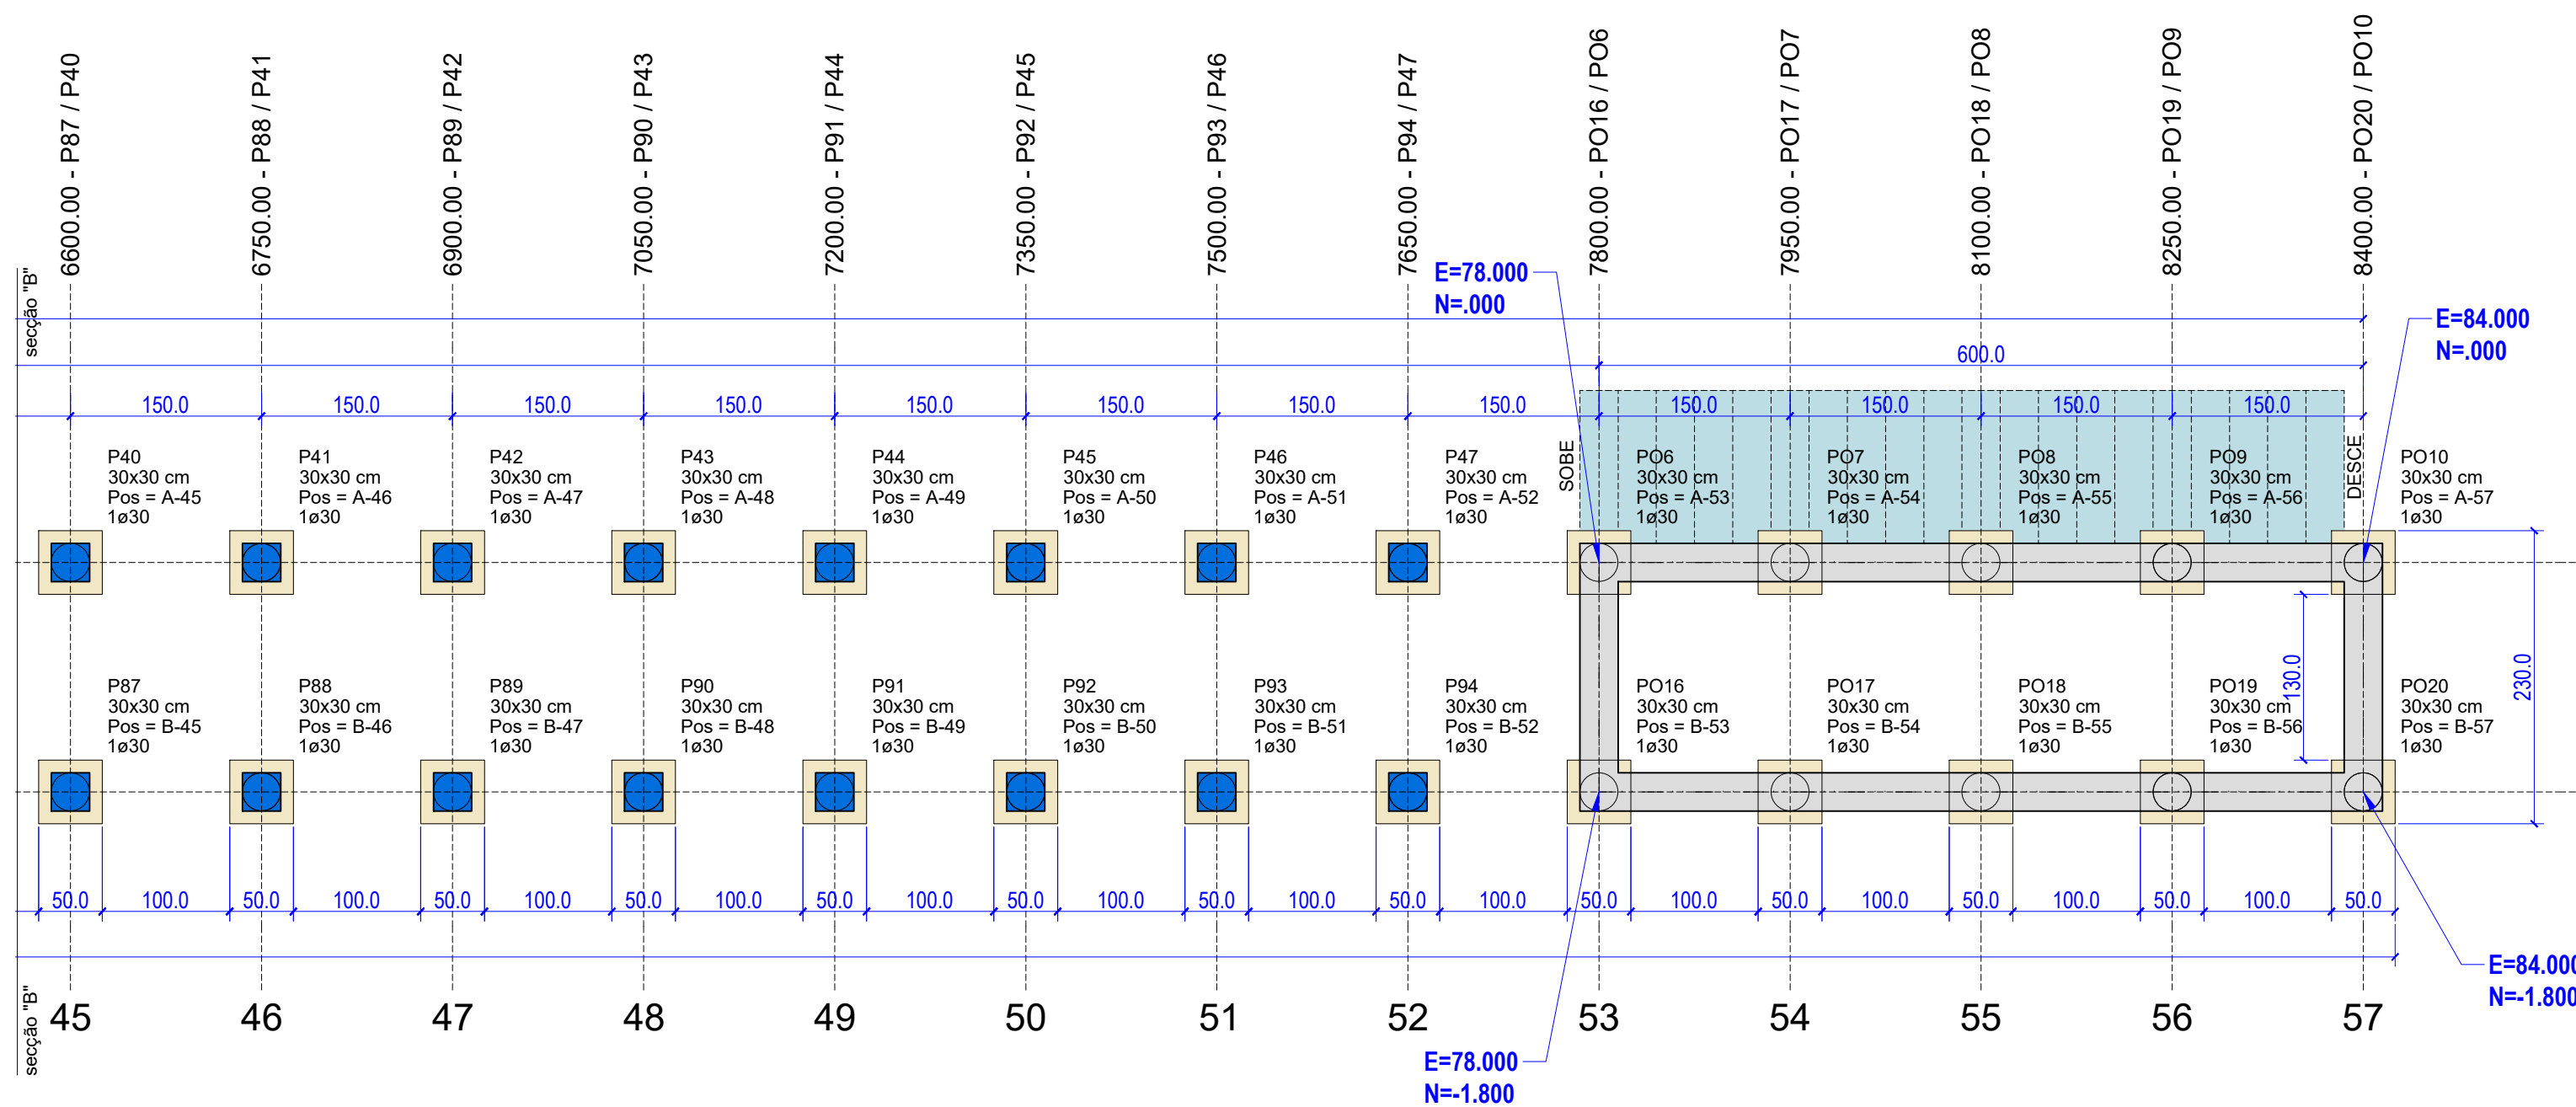 6600.00 - P87 / P40
6750.00 - P88 / P41
6900.00 - P89 / P42
7050.00 - P90 / P43
7200.00 - P91 / P44
7350.00 - P92 / P45
7500.00 - P93 / P46
7650.00 - P94 / P47
7800.00 - PO16 / PO6
7950.00 - PO17 / PO7
8100.00 - PO18 / PO8
8250.00 - PO19 / PO9
8400.00 - PO20 / PO10
secção "B"
E=78.000
N=.000
E=84.000
N=.000
600.0
150.0
150.0
150.0
150.0
150.0
150.0
150.0
150.0
150.0
150.0
150.0
150.0
SOBE
DESCE
P40
30x30 cm
Pos = A-45
1ø30
P41
30x30 cm
Pos = A-46
1ø30
P42
30x30 cm
Pos = A-47
1ø30
P43
30x30 cm
Pos = A-48
1ø30
P44
30x30 cm
Pos = A-49
1ø30
P45
30x30 cm
Pos = A-50
1ø30
P46
30x30 cm
Pos = A-51
1ø30
P47
30x30 cm
Pos = A-52
1ø30
PO6
30x30 cm
Pos = A-53
1ø30
PO7
30x30 cm
Pos = A-54
1ø30
PO8
30x30 cm
Pos = A-55
1ø30
PO9
30x30 cm
Pos = A-56
1ø30
PO10
30x30 cm
Pos = A-57
1ø30
P87
30x30 cm
Pos = B-45
1ø30
P88
30x30 cm
Pos = B-46
1ø30
P89
30x30 cm
Pos = B-47
1ø30
P90
30x30 cm
Pos = B-48
1ø30
P91
30x30 cm
Pos = B-49
1ø30
P92
30x30 cm
Pos = B-50
1ø30
P93
30x30 cm
Pos = B-51
1ø30
P94
30x30 cm
Pos = B-52
1ø30
PO16
30x30 cm
Pos = B-53
1ø30
PO17
30x30 cm
Pos = B-54
1ø30
PO18
30x30 cm
Pos = B-55
1ø30
PO19
30x30 cm
Pos = B-56
1ø30
130.0
PO20
30x30 cm
Pos = B-57
1ø30
230.0
50.0
100.0
50.0
100.0
50.0
100.0
50.0
100.0
50.0
100.0
50.0
100.0
50.0
100.0
50.0
100.0
50.0
100.0
50.0
100.0
50.0
100.0
50.0
100.0
50.0
E=84.000
N=-1.800
secção "B"
45
46
47
48
49
50
51
52
53
54
55
56
57
E=78.000
N=-1.800